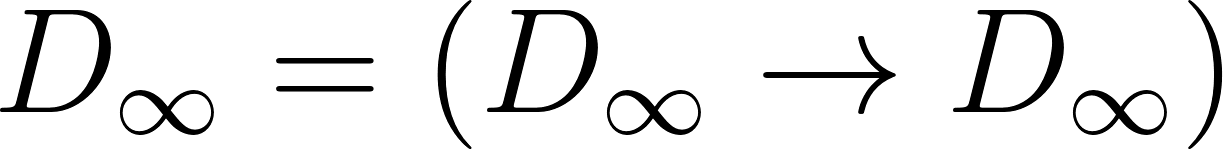 D∞ = (D∞ → D∞)